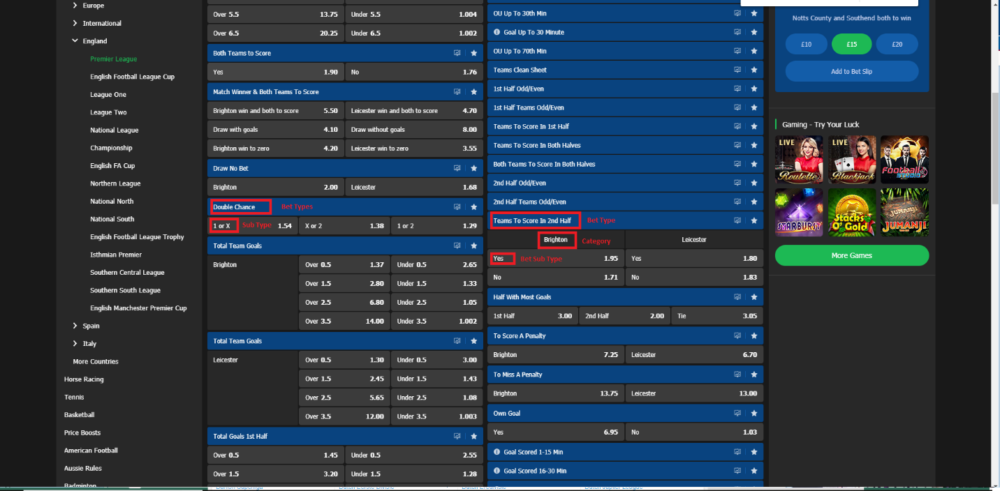 Europe
International
England
Premier League
English Football League Cup
League One
League Two
National League
Championship
English FA Cup
Northern League
National North
National South
English Football League Trophy
Isthmian Premier
Southern Central League
Southern South League
English Manchester Premier Cup
Spain
Italy
More Countries
Horse Racing
Tennis
Basketball
Price Boosts
American Football
Aussie Rules
Badminton
Over 5.5 13.75 Under 5.5 1.004
Over 6.5 20.25 Under 6.5 1.002
Both Teams to Score
Yes 1.90 No 1.76
Match Winner & Both Teams To Score
Brighton win and both to score 5.50 Leicester win and both to score 4.70
Draw with goals 4.10 Draw without goals 8.00
Brighton win to zero 4.20 Leicester win to zero 3.55
Draw No Bet
Brighton 2.00 Leicester 1.68
Double Chance Bet Types
1 or X Sub Type 1.54 X or 2 1.38 1 or 2 1.29
Total Team Goals
Brighton Over 0.5 1.37 Under 0.5 2.65
Over 1.5 2.80 Under 1.5 1.33
Over 2.5 6.80 Under 2.5 1.05
Over 3.5 14.00 Under 3.5 1.002
Total Team Goals
Leicester Over 0.5 1.30 Under 0.5 3.00
Over 1.5 2.45 Under 1.5 1.43
Over 2.5 5.65 Under 2.5 1.08
Over 3.5 12.00 Under 3.5 1.003
Total Goals 1st Half
Over 0.5 1.45 Under 0.5 2.55
Over 1.5 3.20 Under 1.5 1.28
OU Up To 30th Min
Goal Up To 30 Minute
OU Up To 70th Min
Teams Clean Sheet
1st Half Odd/Even
1st Half Teams Odd/Even
Teams To Score In 1st Half
Teams To Score In Both Halves
Both Teams To Score In Both Halves
2nd Half Odd/Even
2nd Half Teams Odd/Even
Teams To Score In 2nd Half Bet Type
Brighton Category Leicester
Yes Bet Sub Type 1.95 Yes 1.80
No 1.71 No 1.83
Half With Most Goals
1st Half 3.00 2nd Half 2.00 Tie 3.05
To Score A Penalty
Brighton 7.25 Leicester 6.70
To Miss A Penalty
Brighton 13.75 Leicester 13.00
Own Goal
Yes 6.95 No 1.03
Goal Scored 1-15 Min
Goal Scored 16-30 Min
Notts County and Southend both to win
£10 £15 £20
Add to Bet Slip
Gaming - Try Your Luck
LIVE Roulette
LIVE Blackjack
Football Studio
STARBURST
Stacks O' Gold
JUMANJI
More Games